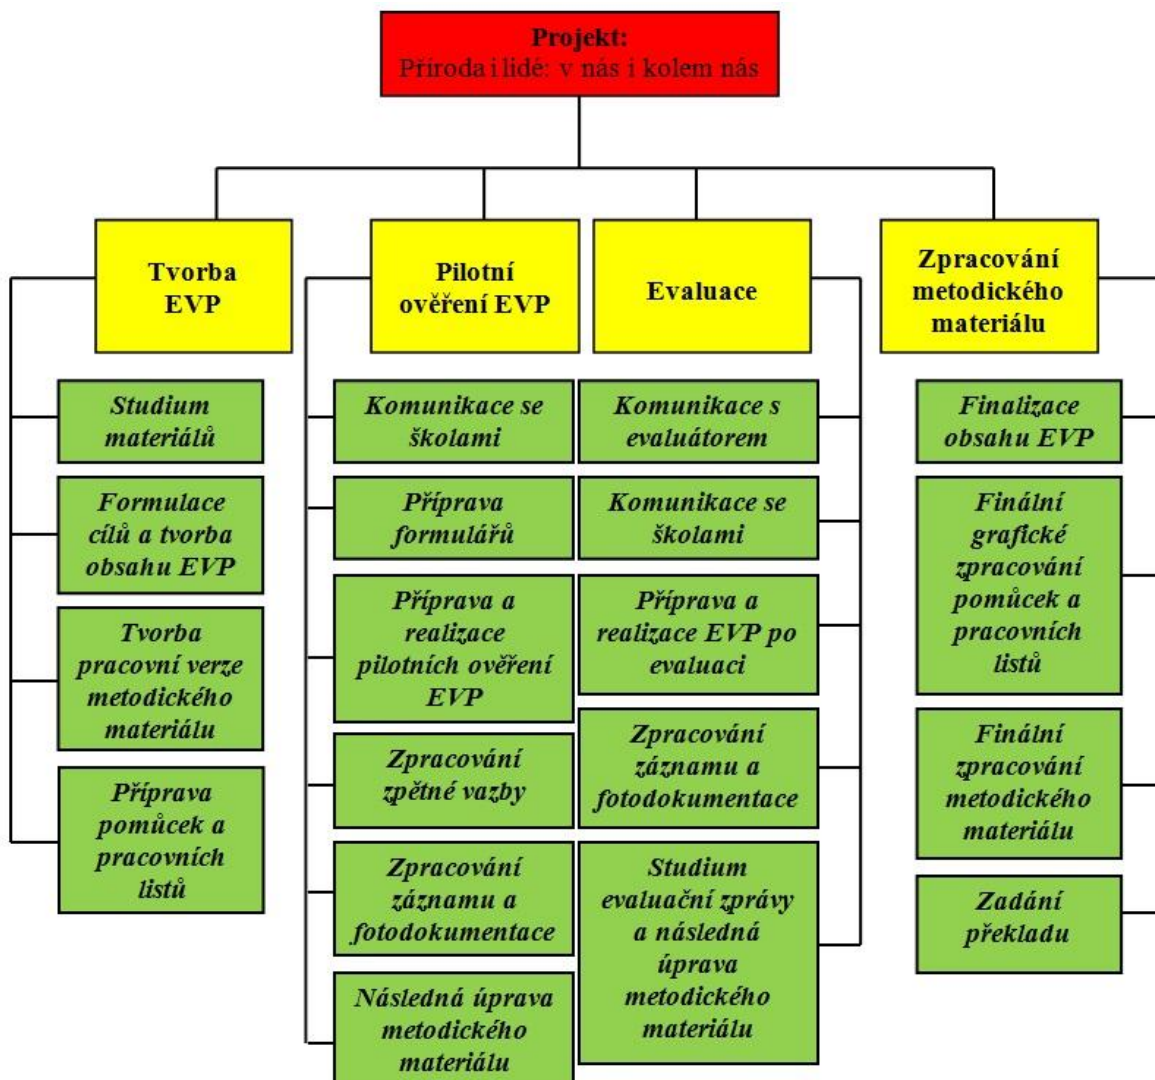 Projekt:
Příroda i lidé: v nás i kolem nás
Tvorba
EVP
Pilotní
ověření EVP
Evaluace
Zpracování
metodického
materiálu
Studium
materiálů
Formulace
cílů a tvorba
obsahu EVP
Tvorba
pracovní verze
metodického
materiálu
Příprava
pomůcek a
pracovních
listů
Komunikace se
školami
Příprava
formulářů
Příprava a
realizace
pilotních ověření
EVP
Zpracování
zpětné vazby
Zpracování
záznamu a
fotodokumentace
Následná úprava
metodického
materiálu
Komunikace s
evaluátorem
Komunikace se
školami
Příprava a
realizace EVP po
evaluaci
Zpracování
záznamu a
fotodokumentace
Studium
evaluační zprávy
a následná
úprava
metodického
materiálu
Finalizace
obsahu EVP
Finální
grafické
zpracování
pomůcek a
pracovních
listů
Finální
zpracování
metodického
materiálu
Zadání
překladu